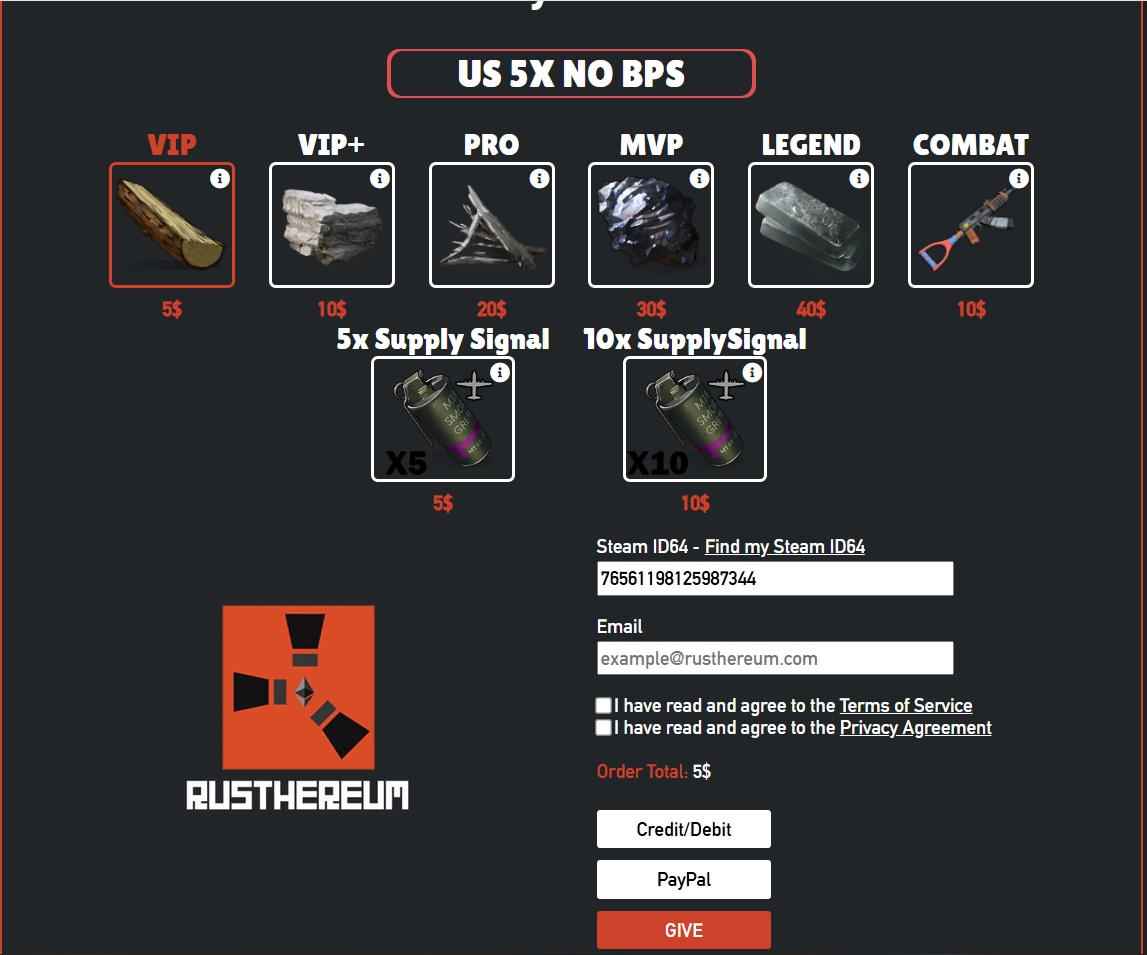 US 5X NO BPS
VIP VIP+ PRO MVP LEGEND COMBAT
5$ 10$ 20$ 30$ 40$ 10$
5x Supply Signal 10x SupplySignal
X5 X10
5$ 10$
Steam ID64 - Find my Steam ID64
76561198125987344
Email
example@rusthereum.com
I have read and agree to the Terms of Service
I have read and agree to the Privacy Agreement
Order Total: 5$
RUSTHEREUM
Credit/Debit
PayPal
GIVE